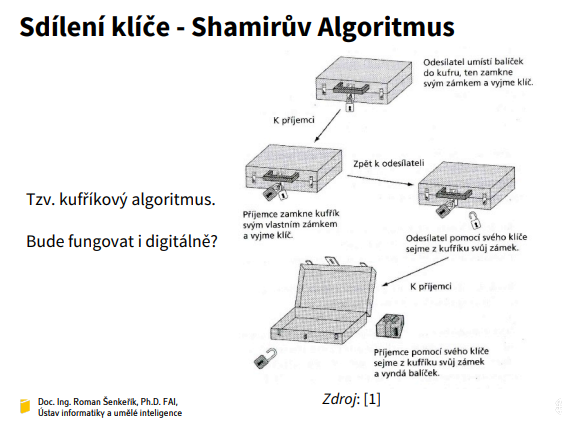 Sdílení klíče - Shamirův Algoritmus
Odesílatel umístí balíček
do kufru, ten zamkne
svým zámkem a vyjme klíč.
K příjemci
Zpět k odesílateli
Tzv. kufříkový algoritmus.
Příjemce zamkne kufřík
svým vlastním zámkem
a vyjme klíč.
Bude fungovat i digitálně?
Odesílatel pomocí svého klíče
sejme z kufříku svůj zámek.
K příjemci
Příjemce pomocí svého klíče
sejme z kufříku svůj zámek
a vyndá balíček.
Doc. Ing. Roman Šenkeřík, Ph.D. FAI,
Ústav informatiky a umělé inteligence
Zdroj: [1]